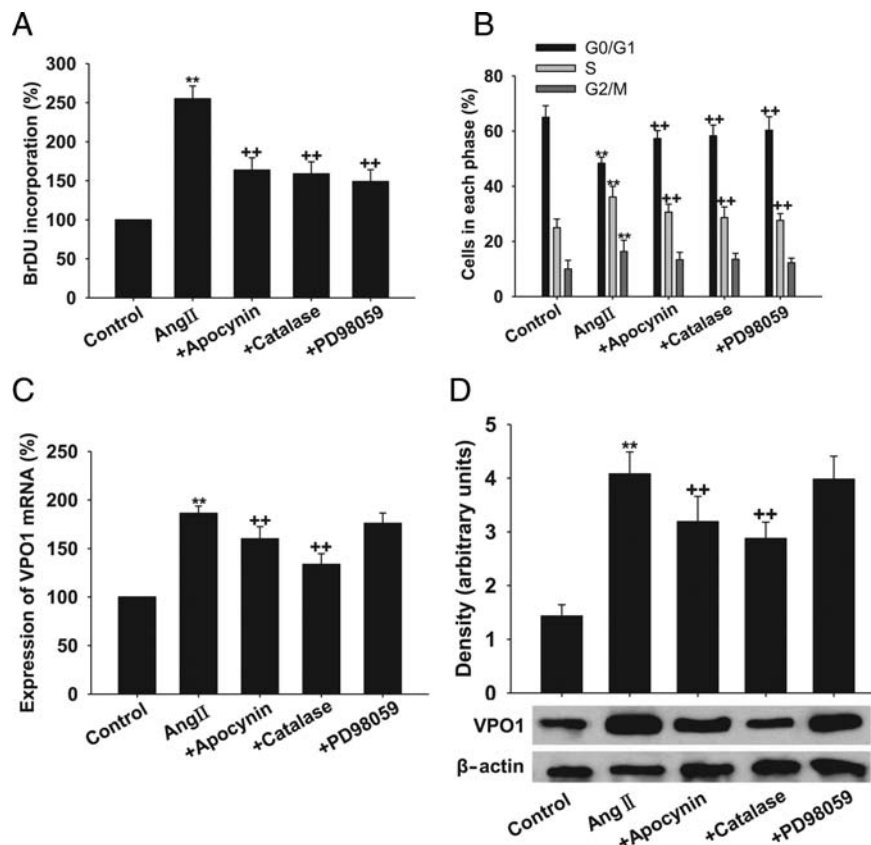 A
BrDU incorporation (%)
300
250
200
150
100
50
0
**
++
++
++
Control
AngII
+Apocynin
+Catalase
+PD98059
B
G0/G1
S
G2/M
Cells in each phase (%)
80
60
40
20
0
**
**
**
++
++
++
++
++
++
Control
AngII
+Apocynin
+Catalase
+PD98059
C
Expression of VPO1 mRNA (%)
250
200
150
100
50
0
**
++
++
Control
AngII
+Apocynin
+Catalase
+PD98059
D
Density (arbitrary units)
5
4
3
2
1
0
**
++
++
VPO1
β-actin
Control
Ang II
+Apocynin
+Catalase
+PD98059